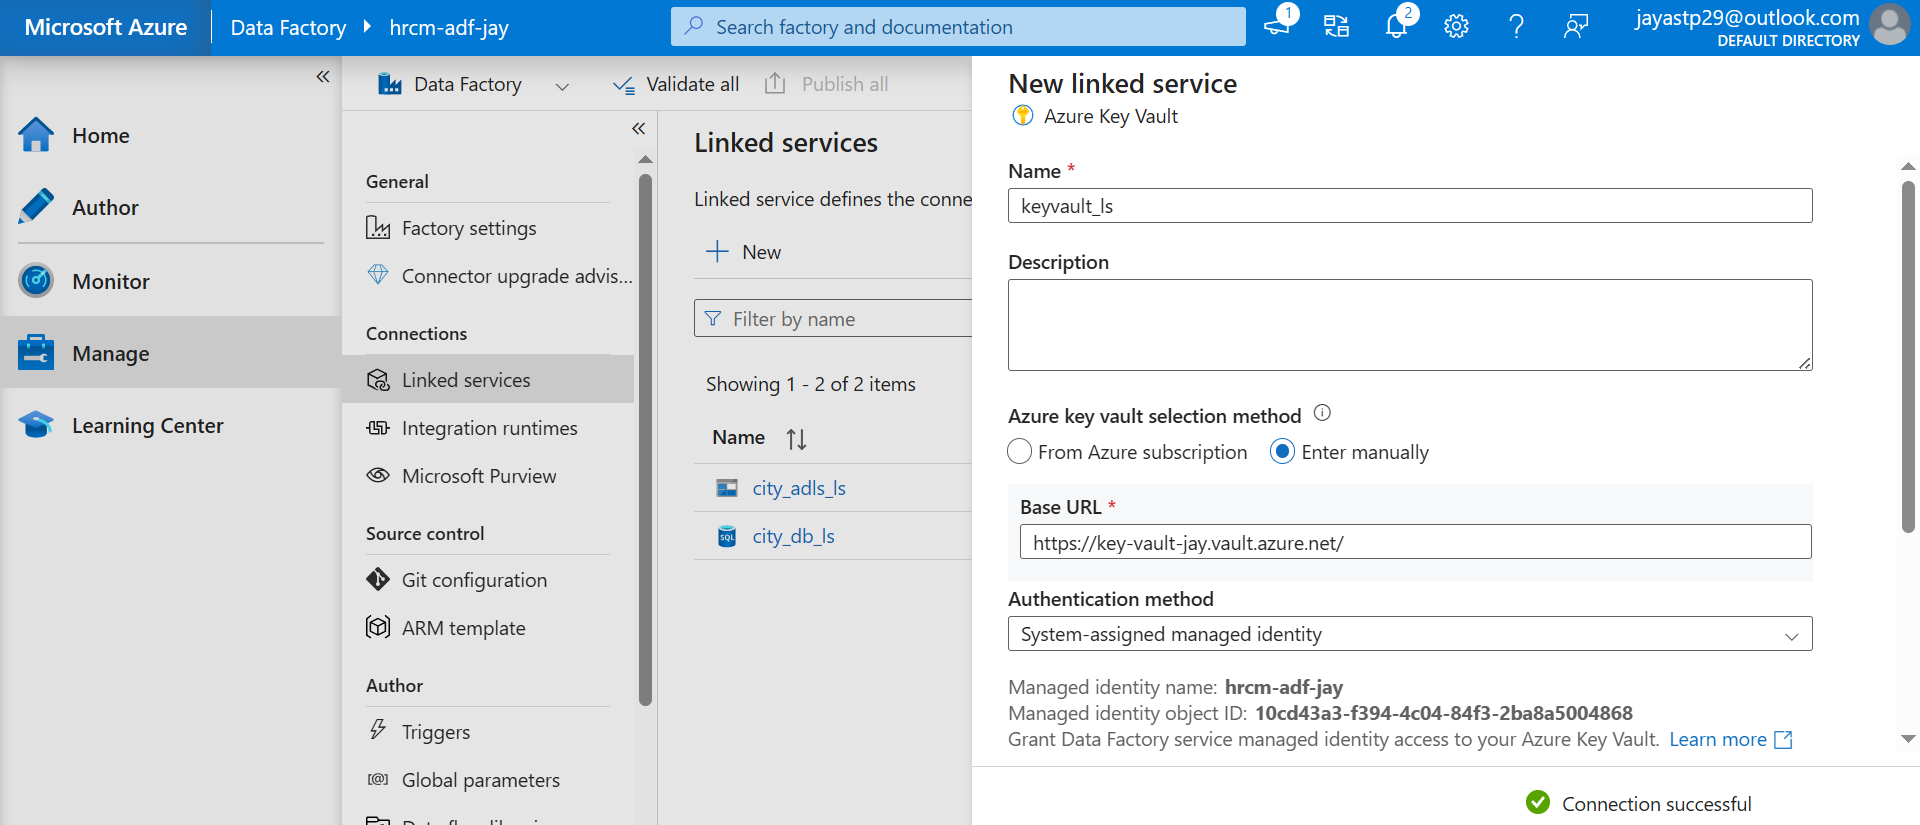 Microsoft Azure
Data Factory
hrcm-adf-jay
Search factory and documentation
1
2
jayastp29@outlook.com
DEFAULT DIRECTORY
Home
Author
Monitor
Manage
Learning Center
Data Factory
Validate all
Publish all
General
Factory settings
Connector upgrade advis...
Connections
Linked services
Integration runtimes
Microsoft Purview
Source control
Git configuration
ARM template
Author
Triggers
Global parameters
Linked services
Linked service defines the conne
New
Filter by name
Showing 1 - 2 of 2 items
Name
city_adls_ls
SQL
city_db_ls
New linked service
Azure Key Vault
Name *
keyvault_ls
Description
Azure key vault selection method
From Azure subscription
Enter manually
Base URL *
https://key-vault-jay.vault.azure.net/
Authentication method
System-assigned managed identity
Managed identity name: hrcm-adf-jay
Managed identity object ID: 10cd43a3-f394-4c04-84f3-2ba8a5004868
Grant Data Factory service managed identity access to your Azure Key Vault. Learn more
Connection successful